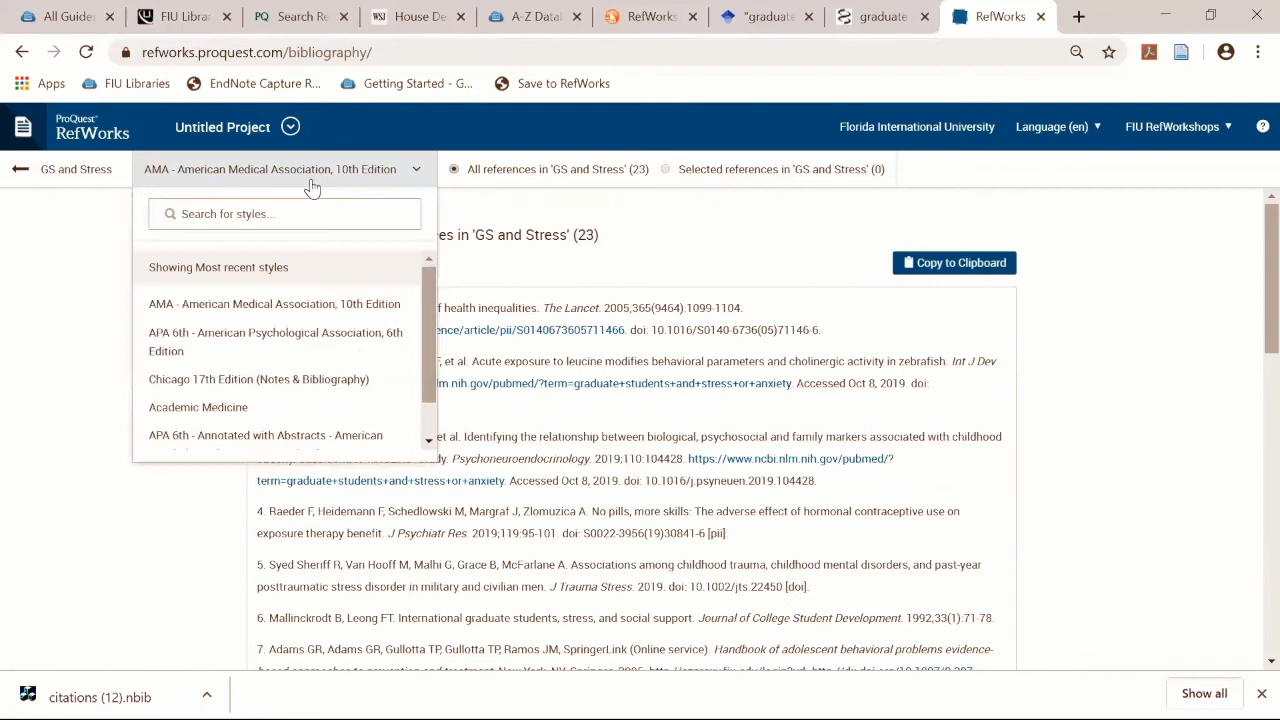 All Guides
FIU Librar
PQ Search Re
WSJ House De
A-Z Datal
RefWorks
"graduate
graduate
RefWorks
refworks.proquest.com/bibliography/
Apps
FIU Libraries
EndNote Capture R...
Getting Started - G...
Save to RefWorks
ProQuest®
RefWorks
Untitled Project
Florida International University
Language (en)
FIU RefWorkshops
GS and Stress
AMA - American Medical Association, 10th Edition
All references in 'GS and Stress' (23)
Selected references in 'GS and Stress' (0)
Search for styles...
ces in 'GS and Stress' (23)
Copy to Clipboard
Showing Most recent styles
AMA - American Medical Association, 10th Edition
APA 6th - American Psychological Association, 6th
Edition
Chicago 17th Edition (Notes & Bibliography)
Academic Medicine
APA 6th - Annotated with Abstracts - American
of health inequalities. The Lancet. 2005,365(9464):1099-1104.
ence/article/pii/S0140673605711466. doi: 10.1016/S0140-6736(05)71146-6.
F, et al. Acute exposure to leucine modifies behavioral parameters and cholinergic activity in zebrafish. Int J Dev
lm.nih.gov/pubmed/?term=graduate+students+and+stress+or+anxiety. Accessed Oct 8, 2019. doi:
et al. Identifying the relationship between biological, psychosocial and family markers associated with childhood
study. Psychoneuroendocrinology. 2019;110:104428. https://www.ncbi.nlm.nih.gov/pubmed/?
term=graduate+students+and+stress+or+anxiety. Accessed Oct 8, 2019. doi: 10.1016/j.psyneuen.2019.104428.
4. Raeder F, Heidemann F, Schedlowski M, Margraf J, Zlomuzica A. No pills, more skills: The adverse effect of hormonal contraceptive use on
exposure therapy benefit. J Psychiatr Res. 2019;119:95-101. doi: S0022-3956(19)30841-6 [pii].
5. Syed Sheriff R, Van Hooff M, Malhi G, Grace B, McFarlane A. Associations among childhood trauma, childhood mental disorders, and past-year
posttraumatic stress disorder in military and civilian men. J Trauma Stress. 2019. doi: 10.1002/jts.22450 [doi].
6. Mallinckrodt B, Leong FT. International graduate students, stress, and social support. Journal of College Student Development. 1992;33(1):71-78.
7. Adams GR, Adams GR, Gullotta TP, Gullotta TP, Ramos JM, SpringerLink (Online service). Handbook of adolescent behavioral problems evidence-
citations (12).nbib
Show all